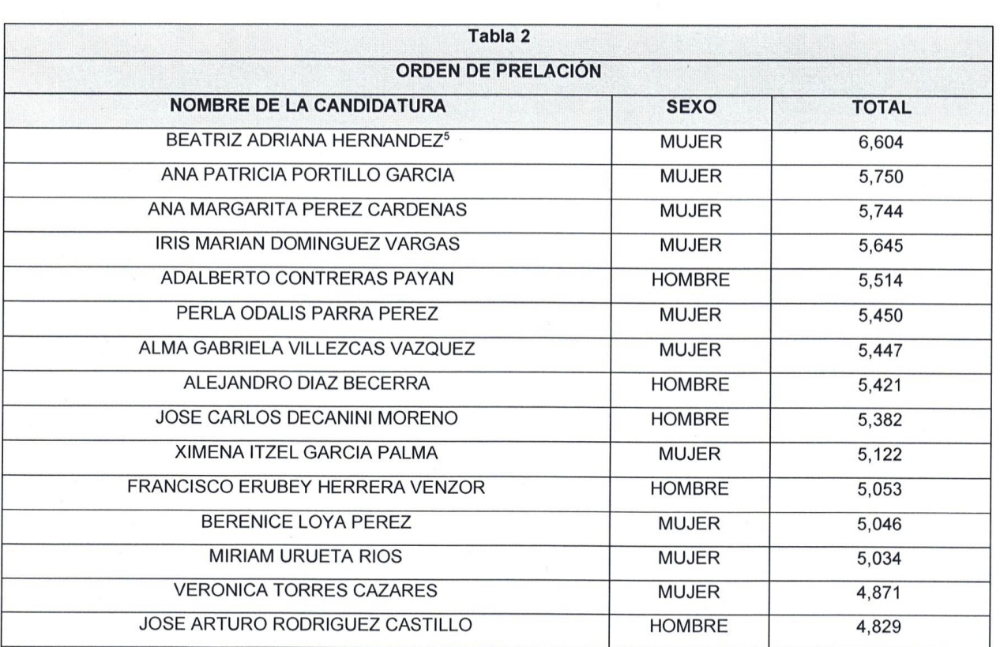 Tabla 2
ORDEN DE PRELACIÓN
NOMBRE DE LA CANDIDATURA SEXO TOTAL
BEATRIZ ADRIANA HERNANDEZ⁵ MUJER 6,604
ANA PATRICIA PORTILLO GARCIA MUJER 5,750
ANA MARGARITA PEREZ CARDENAS MUJER 5,744
IRIS MARIAN DOMINGUEZ VARGAS MUJER 5,645
ADALBERTO CONTRERAS PAYAN HOMBRE 5,514
PERLA ODALIS PARRA PEREZ MUJER 5,450
ALMA GABRIELA VILLEZCAS VAZQUEZ MUJER 5,447
ALEJANDRO DIAZ BECERRA HOMBRE 5,421
JOSE CARLOS DECANINI MORENO HOMBRE 5,382
XIMENA ITZEL GARCIA PALMA MUJER 5,122
FRANCISCO ERUBEY HERRERA VENZOR HOMBRE 5,053
BERENICE LOYA PEREZ MUJER 5,046
MIRIAM URUETA RIOS MUJER 5,034
VERONICA TORRES CAZARES MUJER 4,871
JOSE ARTURO RODRIGUEZ CASTILLO HOMBRE 4,829